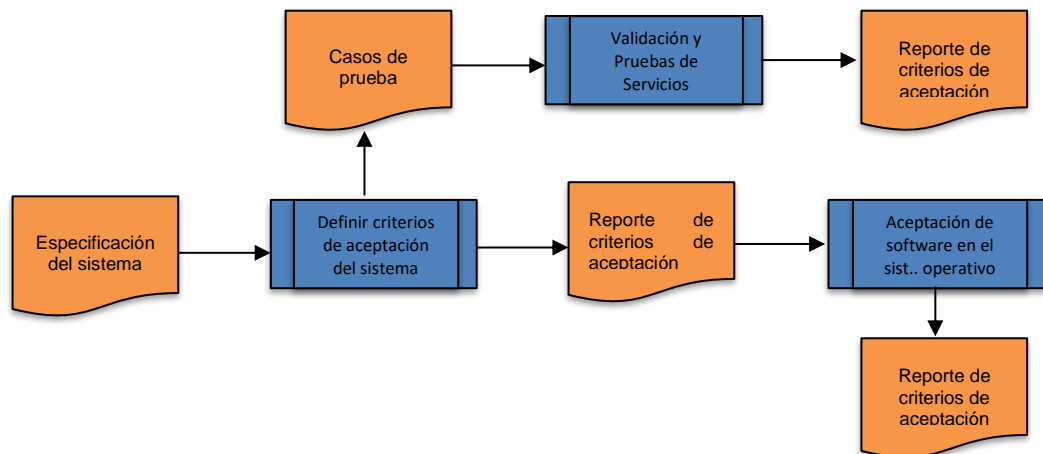 Casos de
prueba
Validación y
Pruebas de
Servicios
Reporte de
criterios de
aceptación
Especificación
del sistema
Definir criterios
de aceptación
del sistema
Reporte de
criterios de
aceptación
Aceptación de
software en el
sist.. operativo
Reporte de
criterios de
aceptación